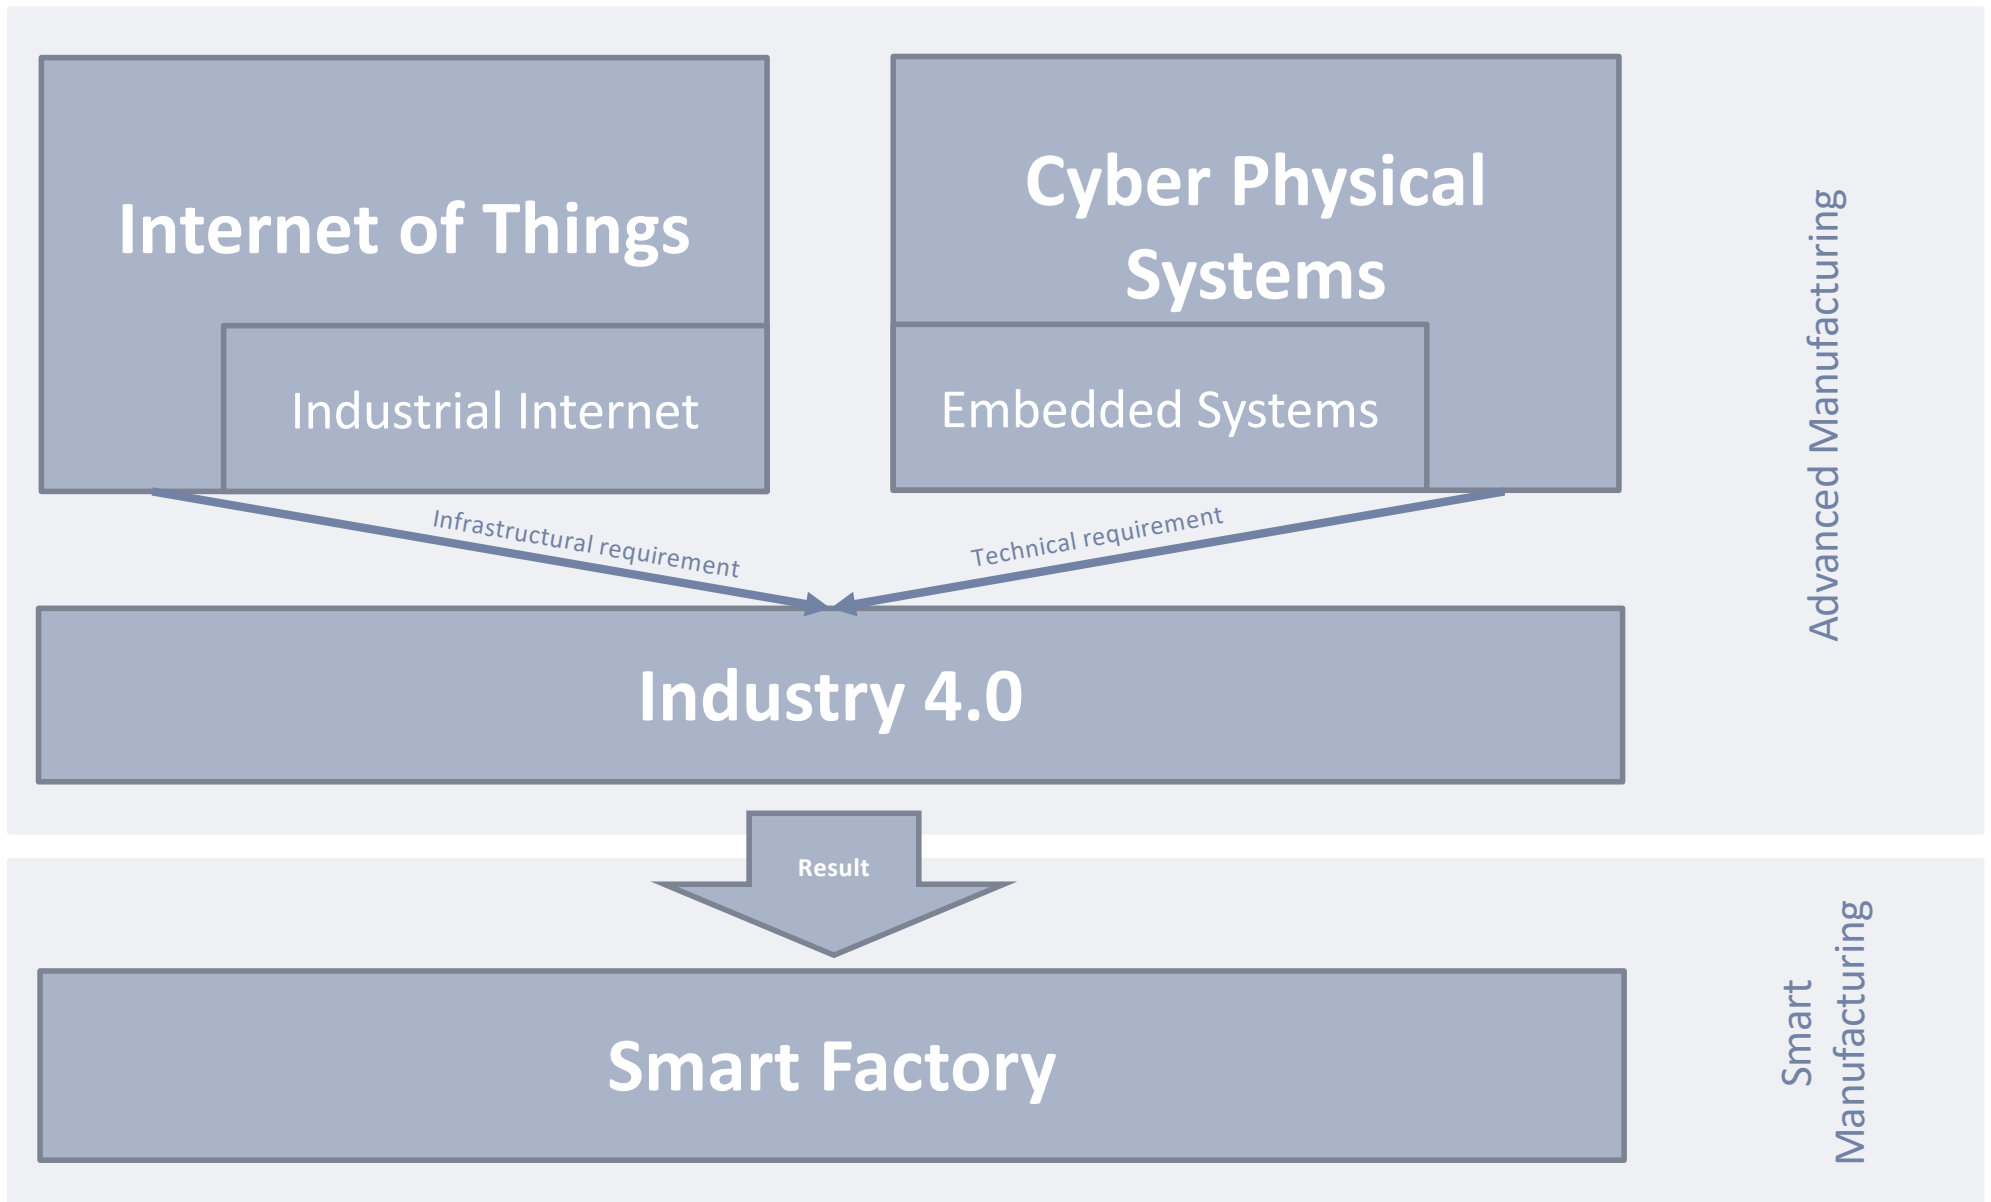 Internet of Things
Industrial Internet
Cyber Physical
Systems
Embedded Systems
Infrastructural requirement
Technical requirement
Industry 4.0
Advanced Manufacturing
Result
Smart Factory
Smart
Manufacturing